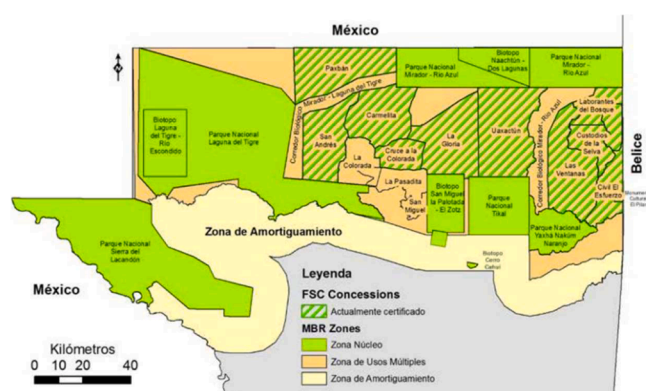 México
Biotopo
Naachtún -
Dos Lagunas
Parque Nacional
Mirador - Río Azul
Parque Nacional
Mirador -
Río Azul
Paxbán
Corredor Biológico Mirador - Laguna del Tigre
Biotopo
Laguna
del Tigre -
Río
Escondido
Parque
Nacional
Laguna del Tigre
San
Andrés
Carmelita
La
Colorada
Cruce a la
Colorada
La
Gloria
Uaxactún
Corredor Biológico Mirador - Río Azul
Laborantes
del Bosque
Custodios
de la
Selva
Las
Ventanas
Civil El
Esfuerzo
Belice
La Pasadita
San
Miguel
Biotopo
San Miguel
la Palotada
- El Zotz
Parque
Nacional
Tikal
Parque Nacional
Yaxhá Nakúm
Naranjo
Zona de Amortiguamiento
Parque Nacional
Sierra del
Lacandón
México
Biotopo
Cerro
Cahuí
Leyenda
FSC Concessions
Actualmente certificado
MBR Zones
Zona Núcleo
Zona de Usos Múltiples
Zona de Amortiguamiento
Kilómetros
0 10 20 40